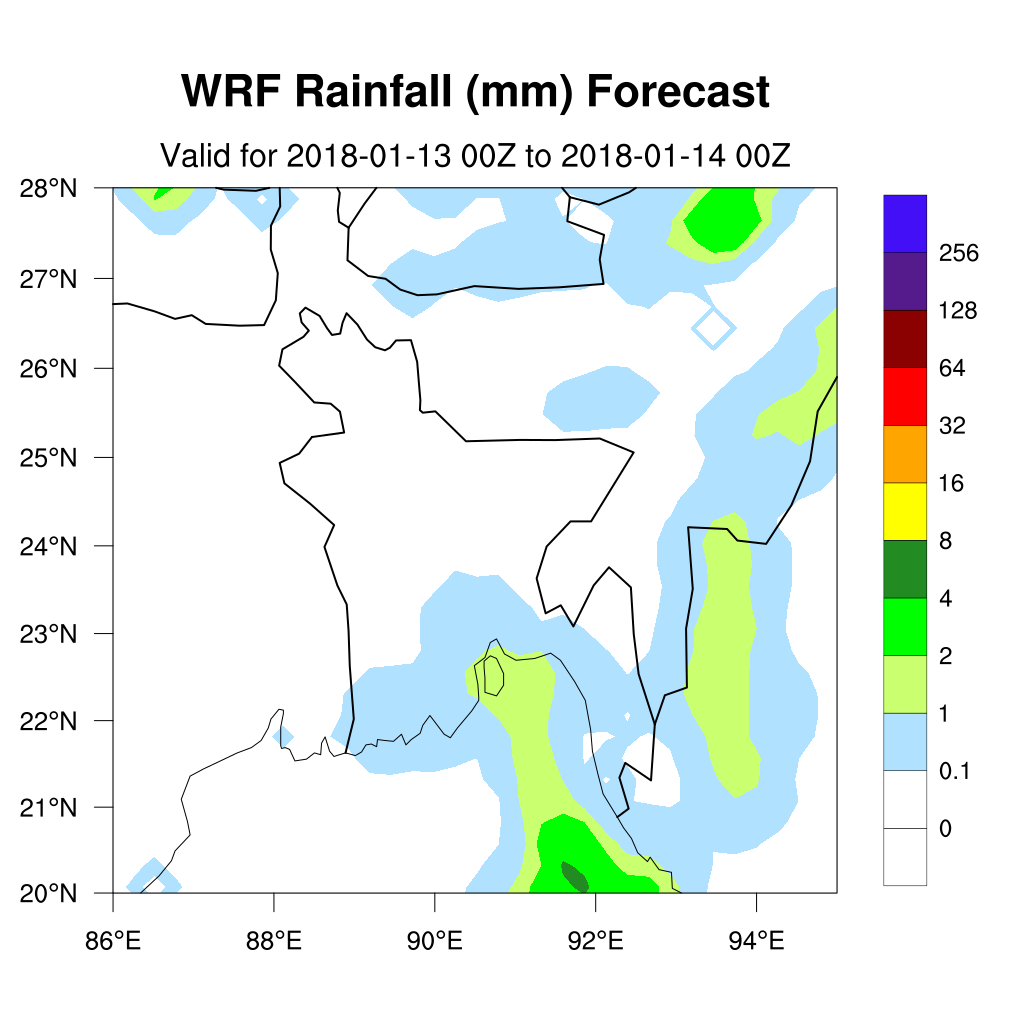 WRF Rainfall (mm) Forecast
Valid for 2018-01-13 00Z to 2018-01-14 00Z
28°N
27°N
26°N
25°N
24°N
23°N
22°N
21°N
20°N
86°E
88°E
90°E
92°E
94°E
256
128
64
32
16
8
4
2
1
0.1
0